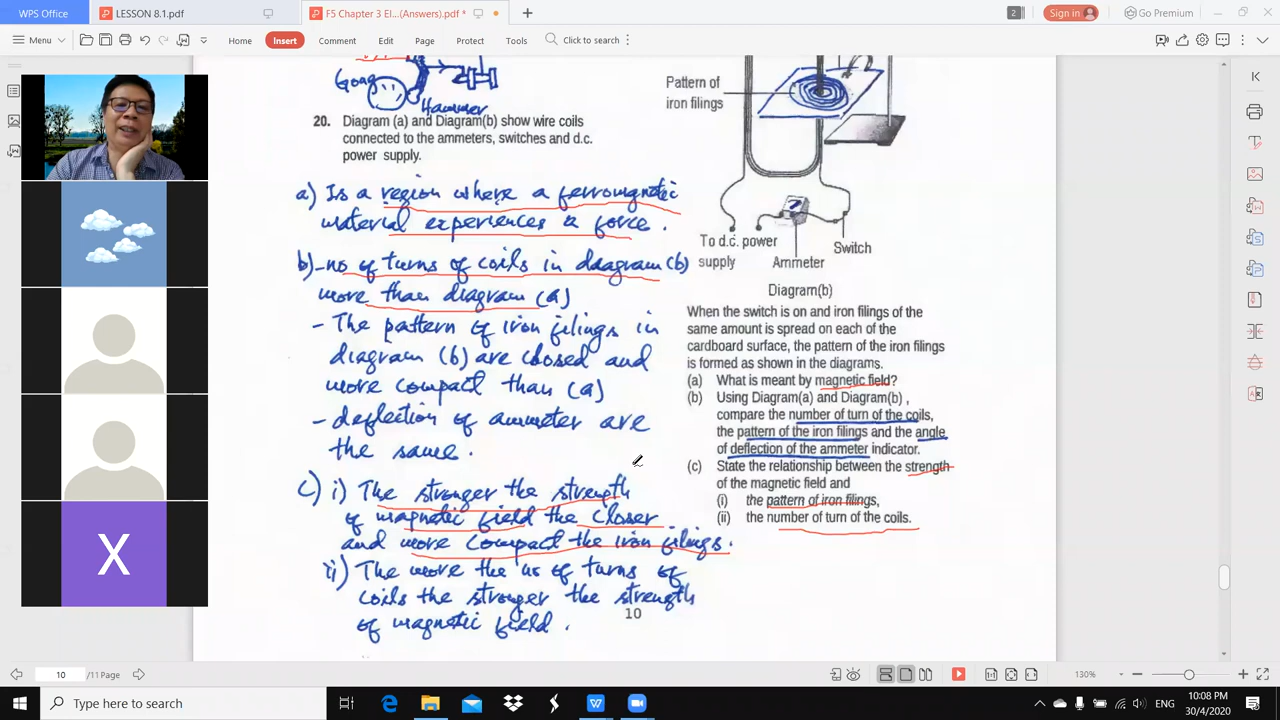 WPS Office
LESSON 8.1.pdf
F5 Chapter 3 El...(Answers).pdf *
+
2
Sign in
Go Premium
Menu
Home
Insert
Comment
Edit
Page
Protect
Tools
Click to search
Gong
Hammer
20. Diagram (a) and Diagram(b) show wire coils
connected to the ammeters, switches and d.c.
power supply.
a) Is a region where a ferromagnetic
material experiences a force.
b) - no of turns of coils in diagram (b)
more than diagram (a)
- The pattern of iron filings in
diagram (b) are closed and
more compact than (a)
- deflection of ammeter are
the same.
c) i) The stronger the strength
of magnetic field the closer
and more compact the iron filings.
ii) The more the no of turns of
coils the stronger the strength
of magnetic field.
Pattern of
iron filings
To d.c. power
supply
Ammeter
Switch
Diagram(b)
When the switch is on and iron filings of the
same amount is spread on each of the
cardboard surface, the pattern of the iron filings
is formed as shown in the diagrams.
(a) What is meant by magnetic field?
(b) Using Diagram(a) and Diagram(b) ,
compare the number of turn of the coils,
the pattern of the iron filings and the angle
of deflection of the ammeter indicator.
(c) State the relationship between the strength
of the magnetic field and
(i) the pattern of iron filings,
(ii) the number of turn of the coils.
10
X
10 /11 Page
130%
Type here to search
ENG
10:08 PM
30/4/2020